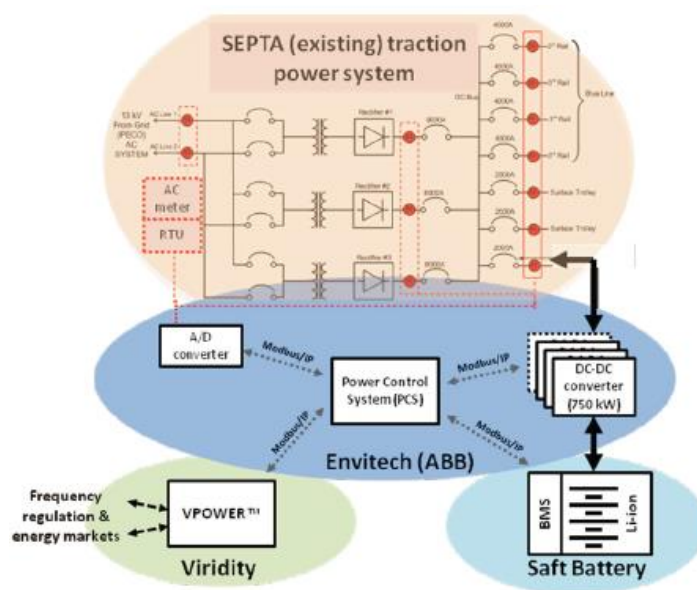 SEPTA (existing) traction
power system
4000A
3rd Rail
4000A
3rd Rail
DC Bus
4000A
3rd Rail
Blue Line
4000A
3rd Rail
13 kV
From Grid
(PECO)
AC
SYSTEM
AC Line 1
AC Line 2
Rectifier #1
6000A
Rectifier #2
6000A
Rectifier #3
6000A
2000A
Surface Trolley
2000A
Surface Trolley
2000A
AC
meter
RTU
A/D
converter
Modbus/IP
Power Control
System (PCS)
Modbus/IP
DC-DC
converter
(750 kW)
Modbus/IP
Modbus/IP
Envitech (ABB)
Frequency
regulation &
energy markets
VPOWER™
Viridity
BMS
Li-ion
Saft Battery